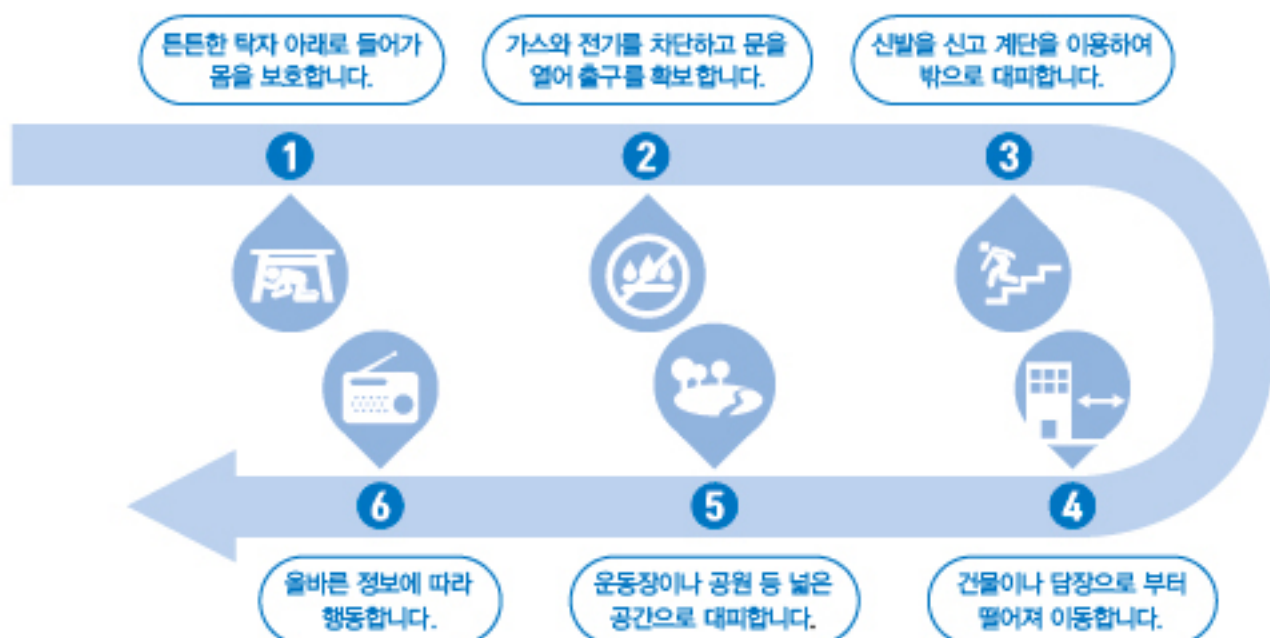 튼튼한 탁자 아래로 들어가
몸을 보호합니다.
가스와 전기를 차단하고 문을
열어 출구를 확보합니다.
신발을 신고 계단을 이용하여
밖으로 대피합니다.
1
2
3
6
5
4
올바른 정보에 따라
행동합니다.
운동장이나 공원 등 넓은
공간으로 대피합니다.
건물이나 담장으로 부터
떨어져 이동합니다.